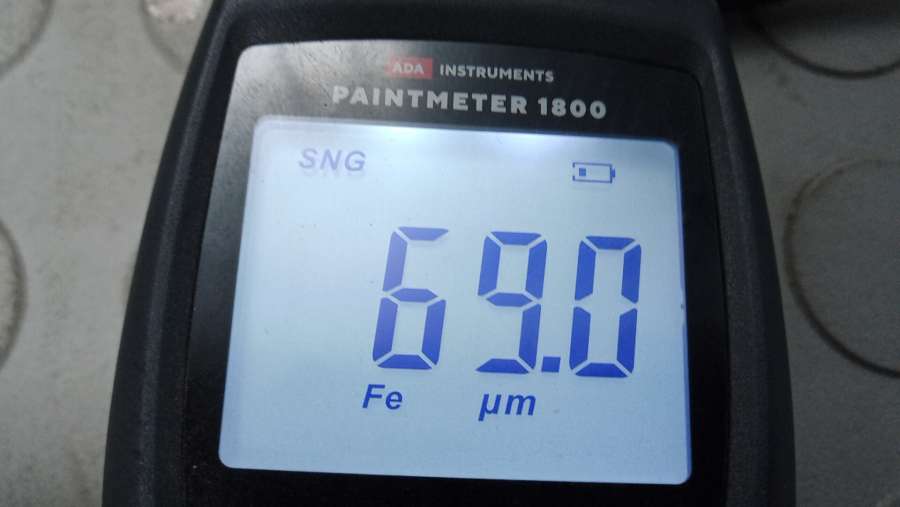 ADA INSTRUMENTS
PAINTMETER 1800
SNG
69.0
Fe μm